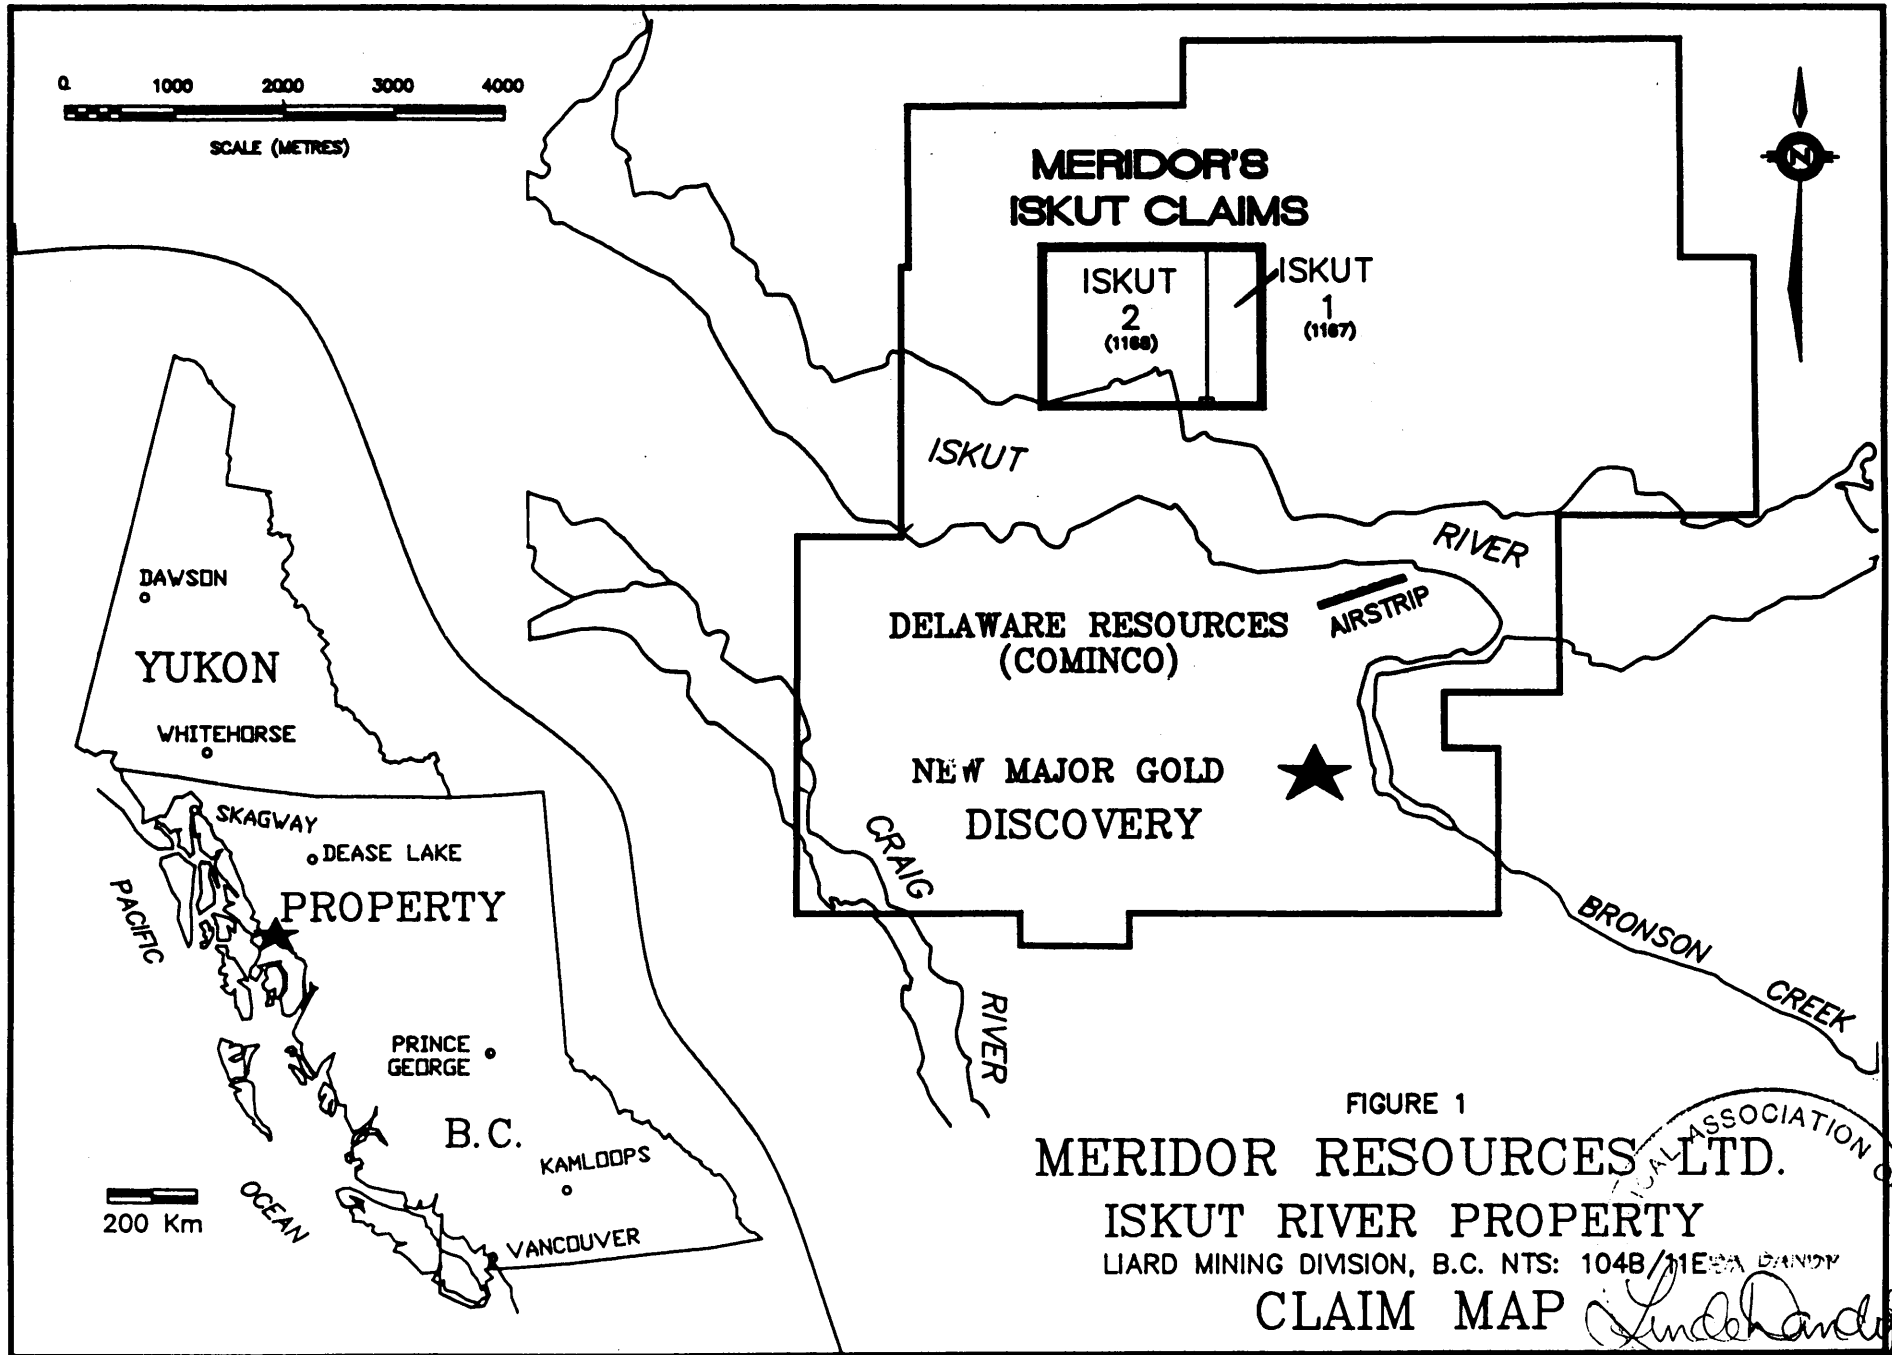 0 1000 2000 3000 4000
SCALE (METRES)
MERIDOR'S
ISKUT CLAIMS
N
ISKUT
2
(1168)
ISKUT
1
(1167)
ISKUT
RIVER
AIRSTRIP
DELAWARE RESOURCES
(COMINCO)
NEW MAJOR GOLD
DISCOVERY
CRAIG
RIVER
BRONSON
CREEK
DAWSON
YUKON
WHITEHORSE
SKAGWAY
DEASE LAKE
PROPERTY
PACIFIC
OCEAN
PRINCE
GEORGE
B.C.
KAMLOOPS
VANCOUVER
200 Km
FIGURE 1
MERIDOR RESOURCES LTD.
ISKUT RIVER PROPERTY
LIARD MINING DIVISION, B.C. NTS: 104B/11E
CLAIM MAP
ASSOCIATION
DANDY